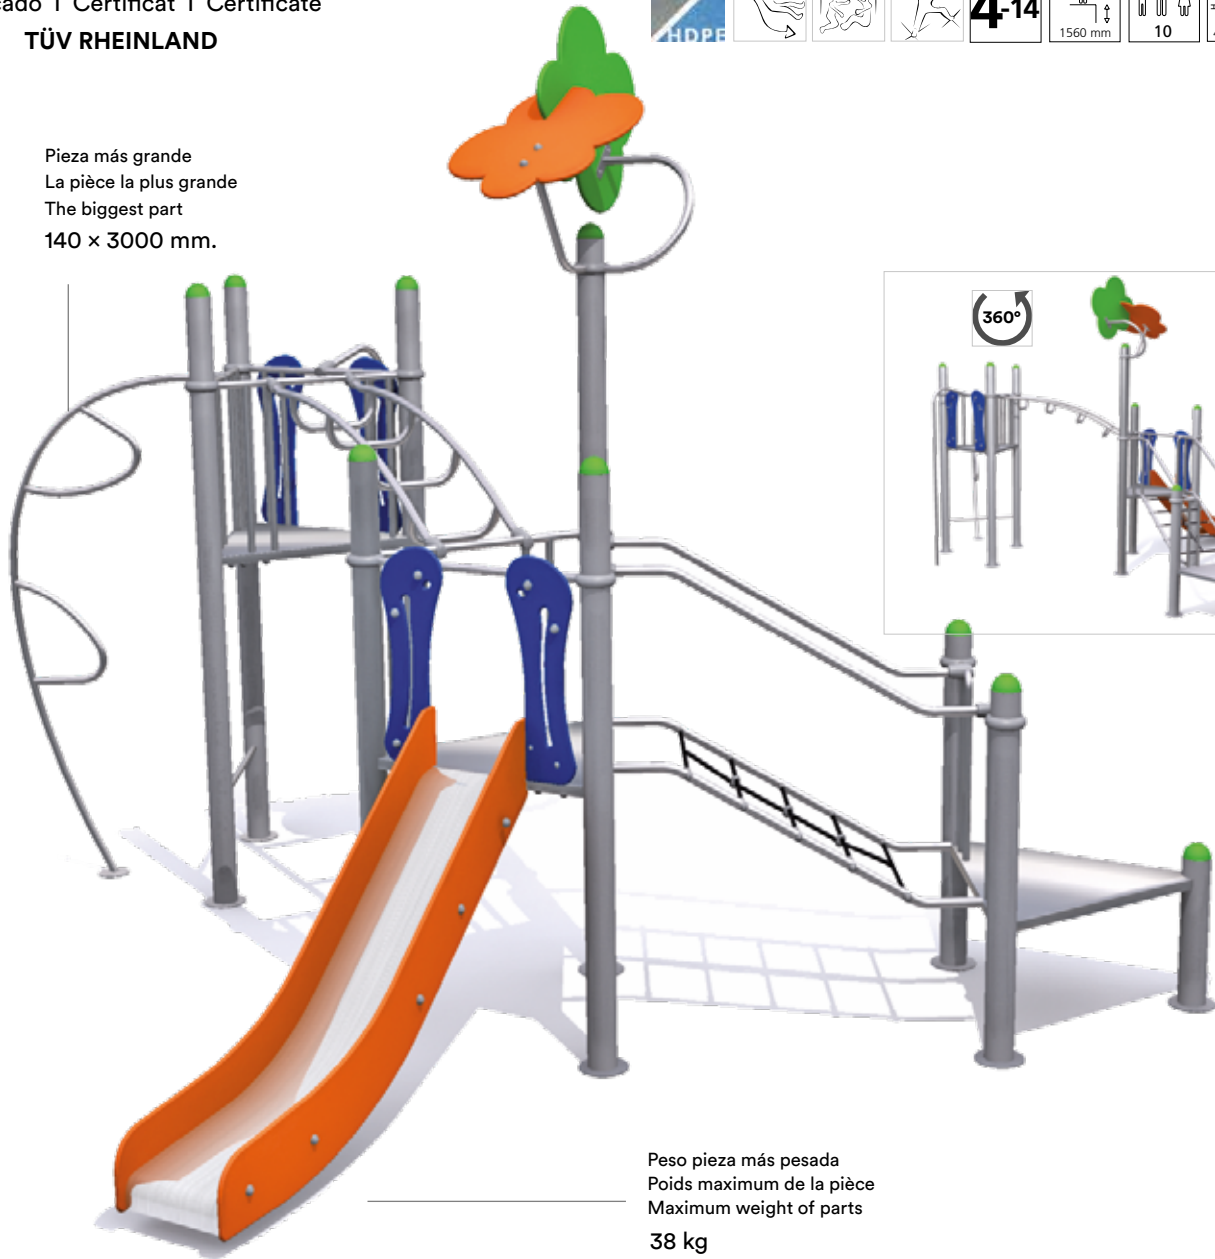 Certificat I Certificate
TÜV RHEINLAND
HDPE
4-14
1560 mm
10
Pieza más grande
La pièce la plus grande
The biggest part
140 × 3000 mm.
360°
Peso pieza más pesada
Poids maximum de la pièce
Maximum weight of parts
38 kg